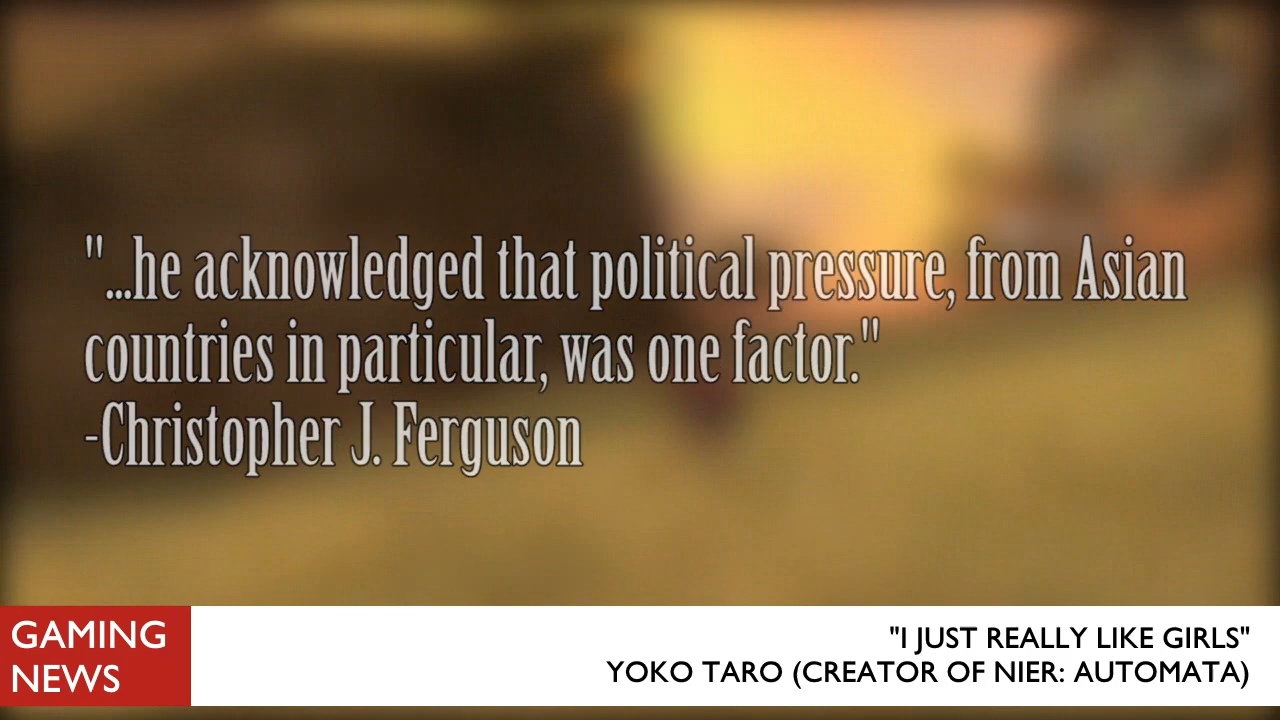 "...he acknowledged that political pressure, from Asian
countries in particular, was one factor."
-Christopher J. Ferguson
GAMING
NEWS
"I JUST REALLY LIKE GIRLS"
YOKO TARO (CREATOR OF NIER: AUTOMATA)